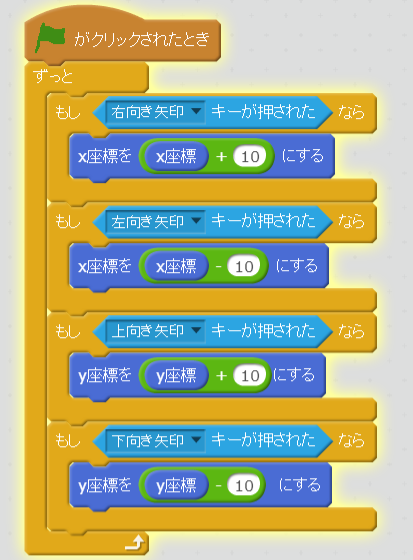 がクリックされたとき
ずっと
もし 右向き矢印 キーが押された なら
x座標を x座標 + 10 にする
もし 左向き矢印 キーが押された なら
x座標を x座標 - 10 にする
もし 上向き矢印 キーが押された なら
y座標を y座標 + 10 にする
もし 下向き矢印 キーが押された なら
y座標を y座標 - 10 にする